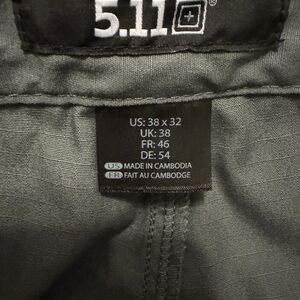 5.11®
US: 38 x 32
UK: 38
FR: 46
DE: 54
US MADE IN CAMBODIA
FR FAIT AU CAMBODGE